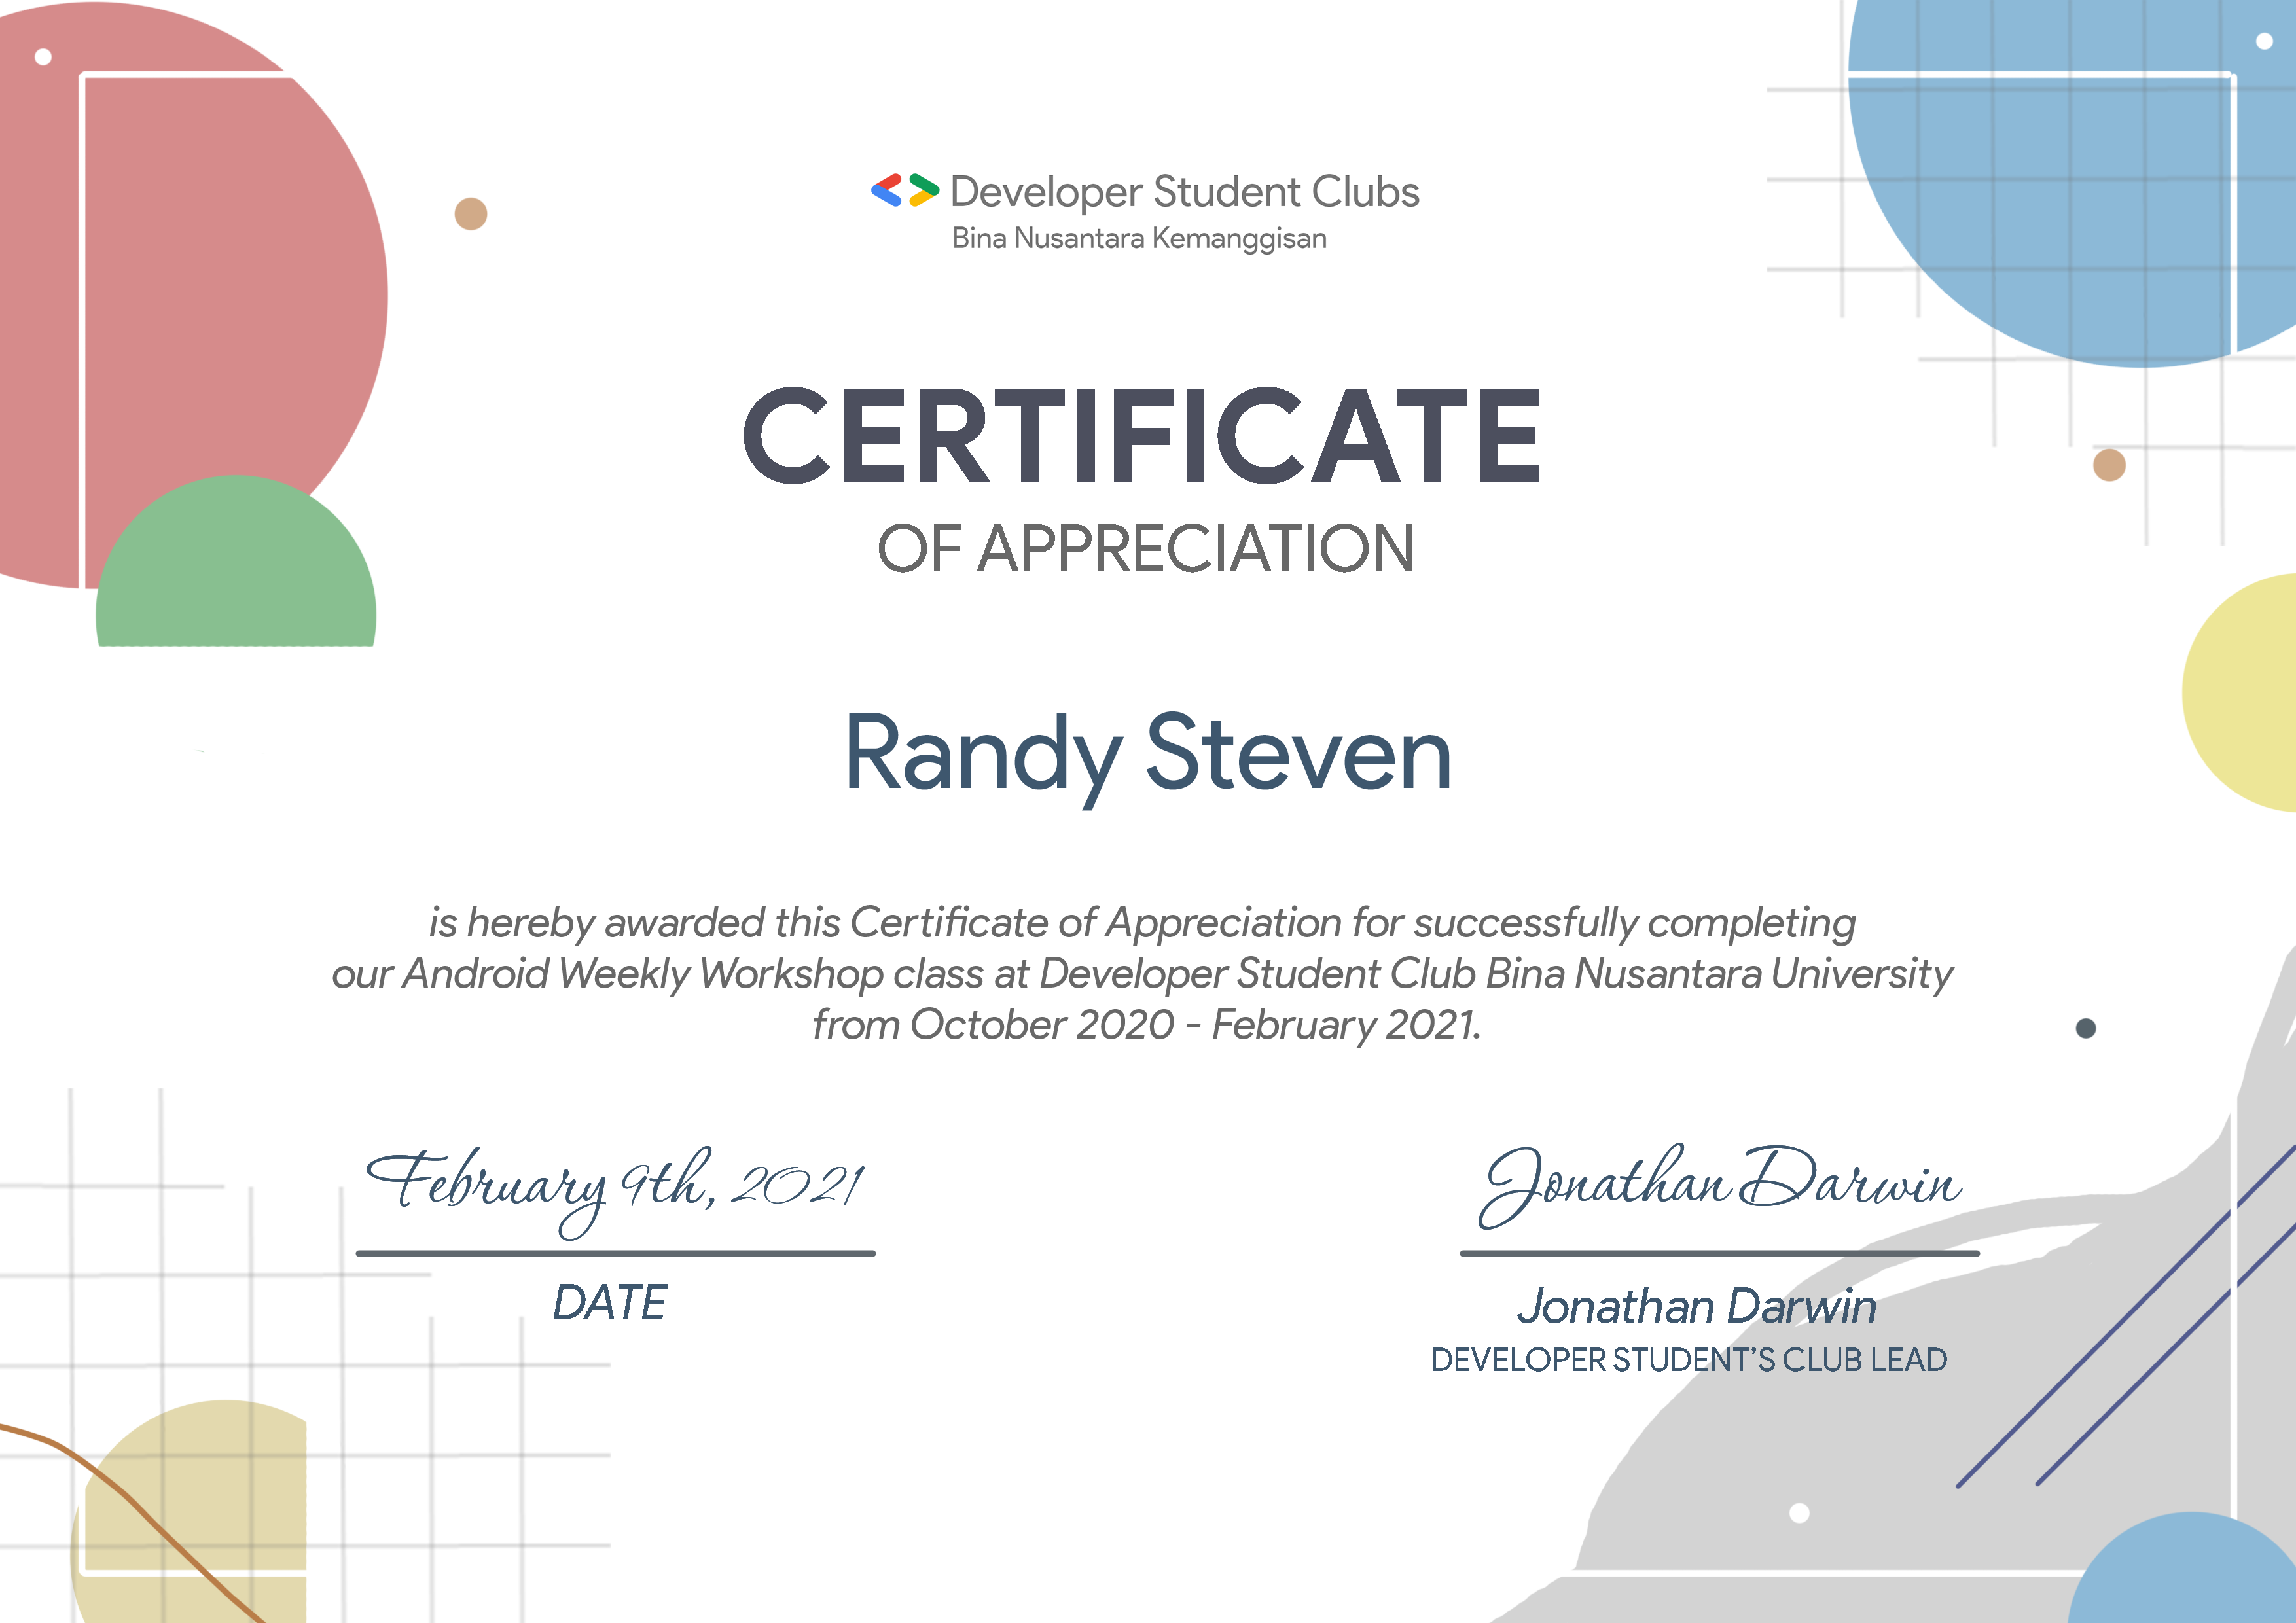 Developer Student Clubs
Bina Nusantara Kemanggisan
CERTIFICATE
OF APPRECIATION
Randy Steven
is hereby awarded this Certificate of Appreciation for successfully completing
our Android Weekly Workshop class at Developer Student Club Bina Nusantara University
from October 2020 - February 2021.
February 9th, 2021
DATE
Jonathan Darwin
Jonathan Darwin
DEVELOPER STUDENT’S CLUB LEAD